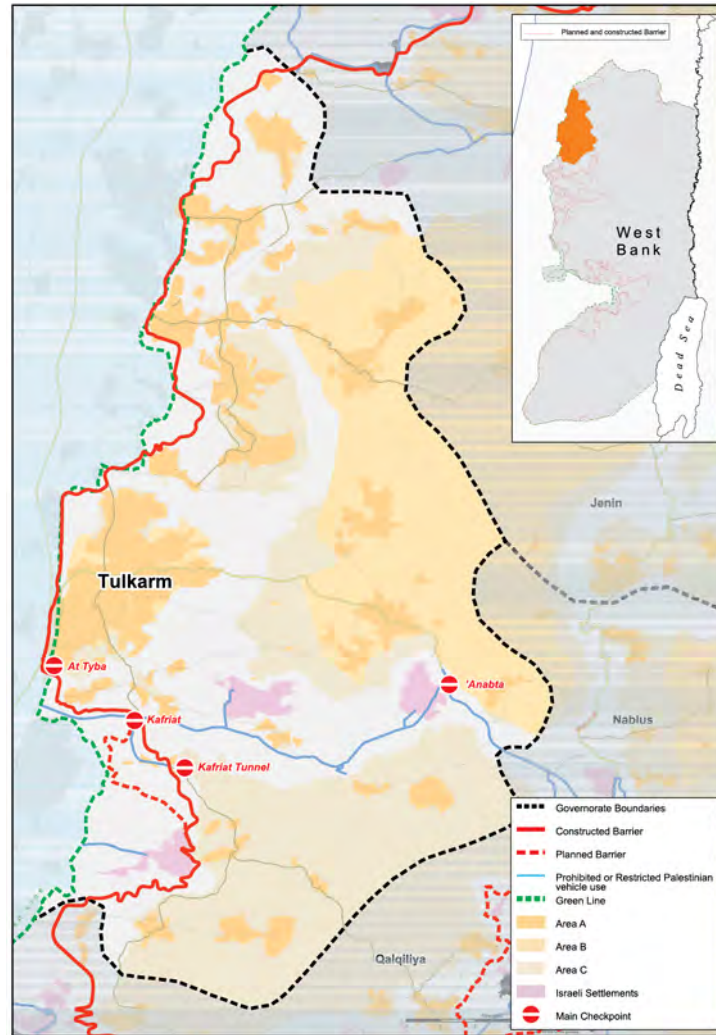 Planned and constructed Barrier
West
Bank
Dead Sea
Jenin
Tulkarm
At Tyba
'Anabta
Kafriat
Nablus
Kafriat Tunnel
Qalqiliya
Governorate Boundaries
Constructed Barrier
Planned Barrier
Prohibited or Restricted Palestinian
vehicle use
Green Line
Area A
Area B
Area C
Israeli Settlements
Main Checkpoint